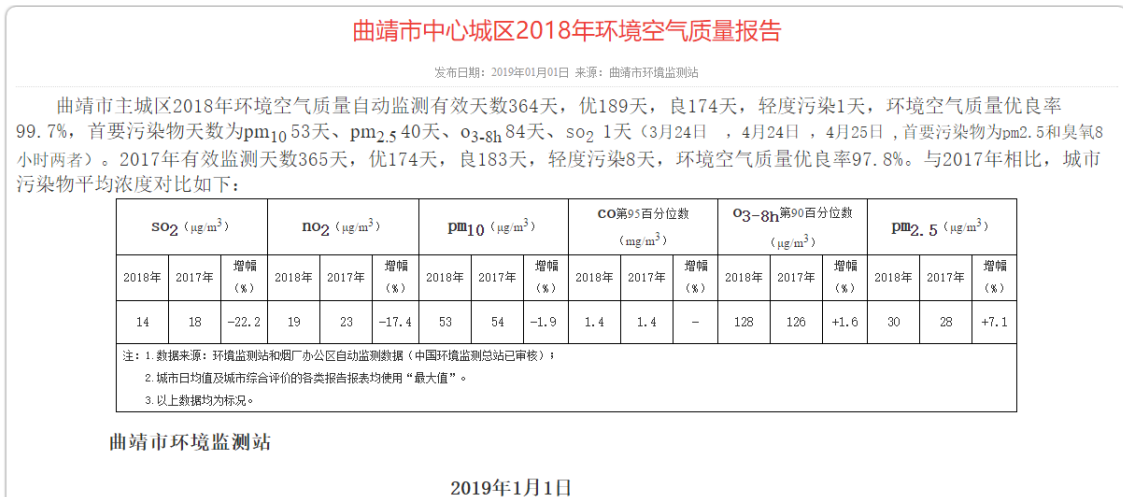 曲靖市中心城区2018年环境空气质量报告
发布日期：2019年01月01日 来源：曲靖市环境监测站
曲靖市主城区2018年环境空气质量自动监测有效天数364天，优189天，良174天，轻度污染1天，环境空气质量优良率
99.7%，首要污染物天数为pm10 53天、pm2.5 40天、o3-8h 84天、so2 1天（3月24日 ，4月24日 ，4月25日 ,首要污染物为pm2.5和臭氧8
小时两者）。2017年有效监测天数365天，优174天，良183天，轻度污染8天，环境空气质量优良率97.8%。与2017年相比，城市
污染物平均浓度对比如下：
so2（μg/m3） no2（μg/m3） pm10（μg/m3） co第95百分位数（mg/m3） o3-8h第90百分位数（μg/m3） pm2.5（μg/m3）
2018年 2017年 增幅（%） 2018年 2017年 增幅（%） 2018年 2017年 增幅（%） 2018年 2017年 增幅（%） 2018年 2017年 增幅（%） 2018年 2017年 增幅（%）
14 18 -22.2 19 23 -17.4 53 54 -1.9 1.4 1.4 - 128 126 +1.6 30 28 +7.1
注：1.数据来源：环境监测站和烟厂办公区自动监测数据（中国环境监测总站已审核）；
2.城市日均值及城市综合评价的各类报告报表均使用“最大值”。
3.以上数据均为标况。
曲靖市环境监测站
2019年1月1日